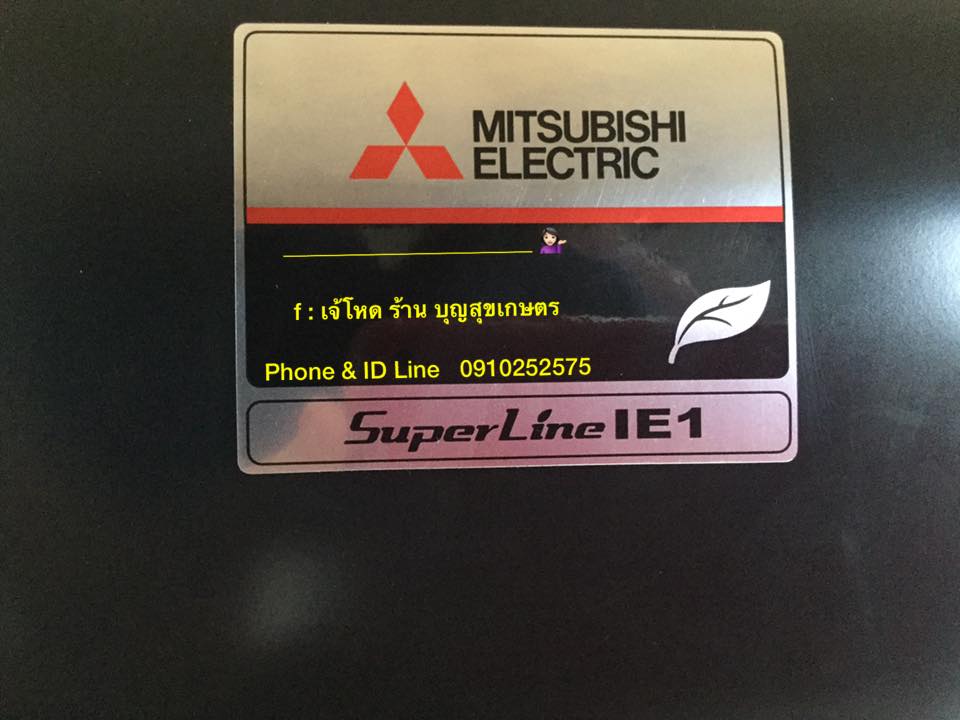 MITSUBISHI
ELECTRIC
f : เจ้โหด ร้าน บุญสุขเกษตร
Phone & ID Line 0910252575
SuperLine IE1